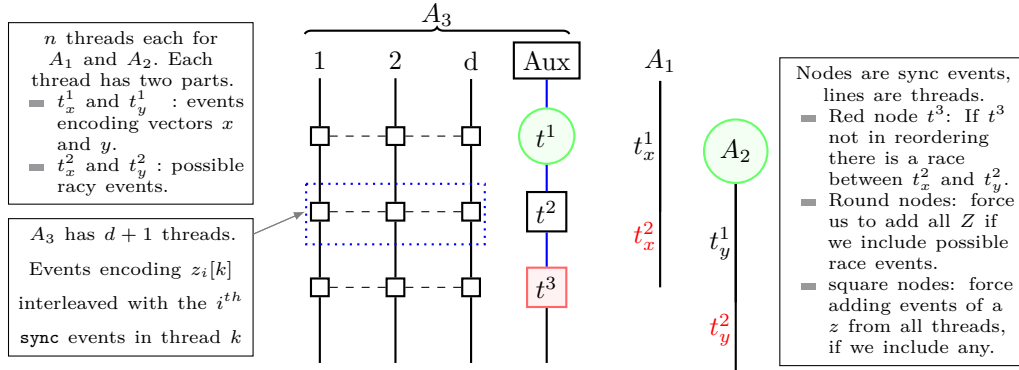 n threads each for
A₁ and A₂. Each
thread has two parts.
t¹ₓ and t¹ᵧ : events
encoding vectors x
and y.
t²ₓ and t²ᵧ : possible
racy events.
A₃ has d + 1 threads.
Events encoding zᵢ[k]
interleaved with the iᵗʰ
sync events in thread k
A₃
1 2 d Aux
t¹
t²
t³
A₁
t¹ₓ
t²ₓ
A₂
t¹ᵧ
t²ᵧ
Nodes are sync events,
lines are threads.
Red node t³: If t³
not in reordering
there is a race
between t²ₓ and t²ᵧ.
Round nodes: force
us to add all Z if
we include possible
race events.
square nodes: force
adding events of a
z from all threads,
if we include any.